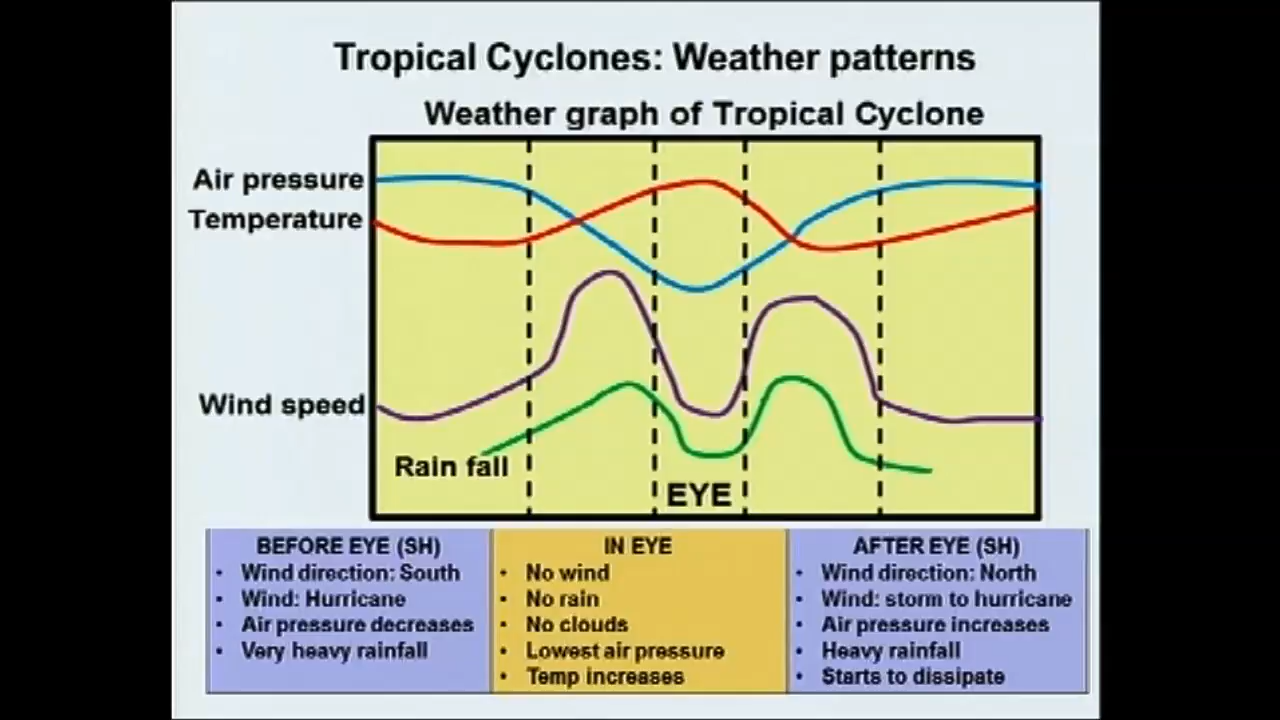 Tropical Cyclones: Weather patterns
Weather graph of Tropical Cyclone
Air pressure
Temperature
Wind speed
Rain fall
EYE
BEFORE EYE (SH)
• Wind direction: South
• Wind: Hurricane
• Air pressure decreases
• Very heavy rainfall
IN EYE
• No wind
• No rain
• No clouds
• Lowest air pressure
• Temp increases
AFTER EYE (SH)
• Wind direction: North
• Wind: storm to hurricane
• Air pressure increases
• Heavy rainfall
• Starts to dissipate